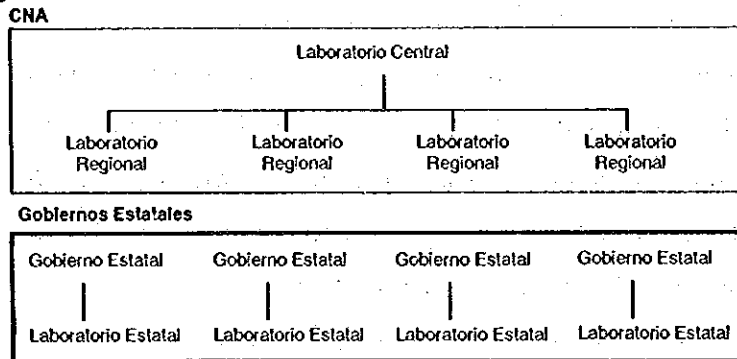 CNA
Laboratorio Central
Laboratorio Regional
Laboratorio Regional
Laboratorio Regional
Laboratorio Regional
Gobiernos Estatales
Gobierno Estatal Gobierno Estatal Gobierno Estatal Gobierno Estatal
Laboratorio Estatal Laboratorio Estatal Laboratorio Estatal Laboratorio Estatal